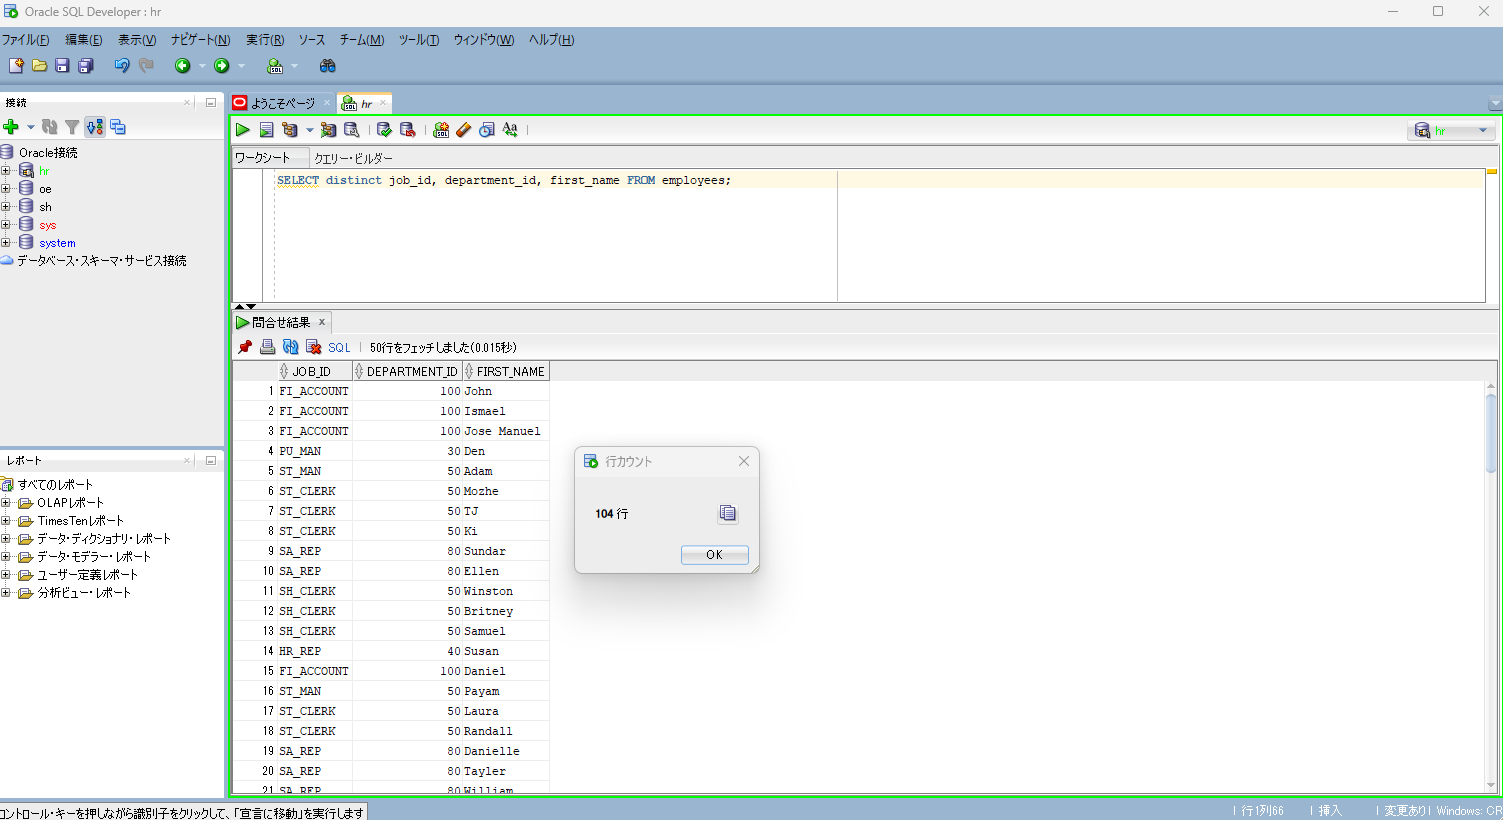 Oracle SQL Developer : hr
ファイル(F) 編集(E) 表示(V) ナビゲート(N) 実行(R) ソース チーム(M) ツール(T) ウィンドウ(W) ヘルプ(H)
接続
Oracle接続
hr
oe
sh
sys
system
データベース・スキーマ・サービス接続
レポート
すべてのレポート
OLAPレポート
TimesTenレポート
データ・ディクショナリ・レポート
データ・モデラー・レポート
ユーザー定義レポート
分析ビュー・レポート
ようこそページ
hr
SQL
Aa
hr
ワークシート クエリー・ビルダー
SELECT distinct job_id, department_id, first_name FROM employees;
問合せ結果
SQL | 50行をフェッチしました(0.015秒)
JOB_ID DEPARTMENT_ID FIRST_NAME
1 FI_ACCOUNT 100 John
2 FI_ACCOUNT 100 Ismael
3 FI_ACCOUNT 100 Jose Manuel
4 PU_MAN 30 Den
5 ST_MAN 50 Adam
6 ST_CLERK 50 Mozhe
7 ST_CLERK 50 TJ
8 ST_CLERK 50 Ki
9 SA_REP 80 Sundar
10 SA_REP 80 Ellen
11 SH_CLERK 50 Winston
12 SH_CLERK 50 Britney
13 SH_CLERK 50 Samuel
14 HR_REP 40 Susan
15 FI_ACCOUNT 100 Daniel
16 ST_MAN 50 Payam
17 ST_CLERK 50 Laura
18 ST_CLERK 50 Randall
19 SA_REP 80 Danielle
20 SA_REP 80 Tayler
21 SA_REP 80 William
行カウント
104 行
OK
コントロール・キーを押しながら識別子をクリックして、「宣言に移動」を実行します
| 行1列66 | 挿入 | 変更あり | Windows: CR